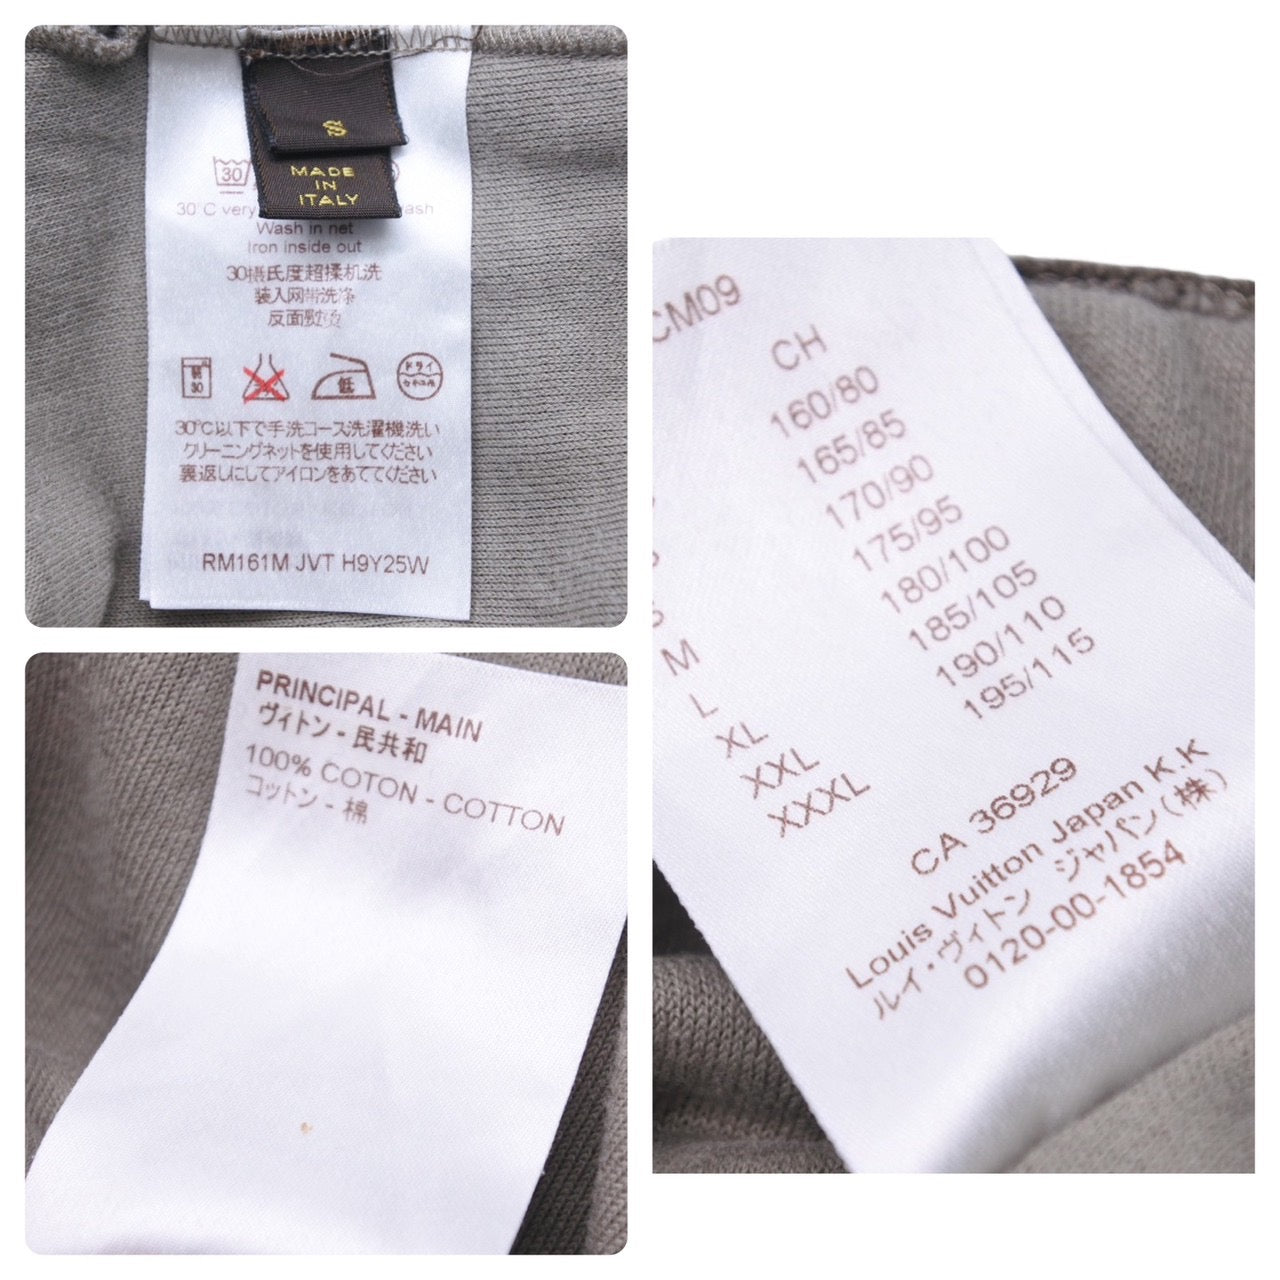 S
MADE
IN
ITALY
30
30°C very
Wash in net
Iron inside out
30摄氏度超揉机洗
装入网带洗涤
反面熨烫
30
低
ドライ
30℃以下で手洗コース洗濯機洗い
クリーニングネットを使用してください
裏返しにしてアイロンをあててください
RM161M JVT H9Y25W
PRINCIPAL - MAIN
ヴィトン - 民共和
100% COTON - COTTON
コットン - 棉
CM09
CH
160/80
165/85
170/90
175/95
S 180/100
M 185/105
L 190/110
XL 195/115
XXL
XXXL
CA 36929
Louis Vuitton Japan K.K
ルイ・ヴィトン ジャパン(株)
0120-00-1854